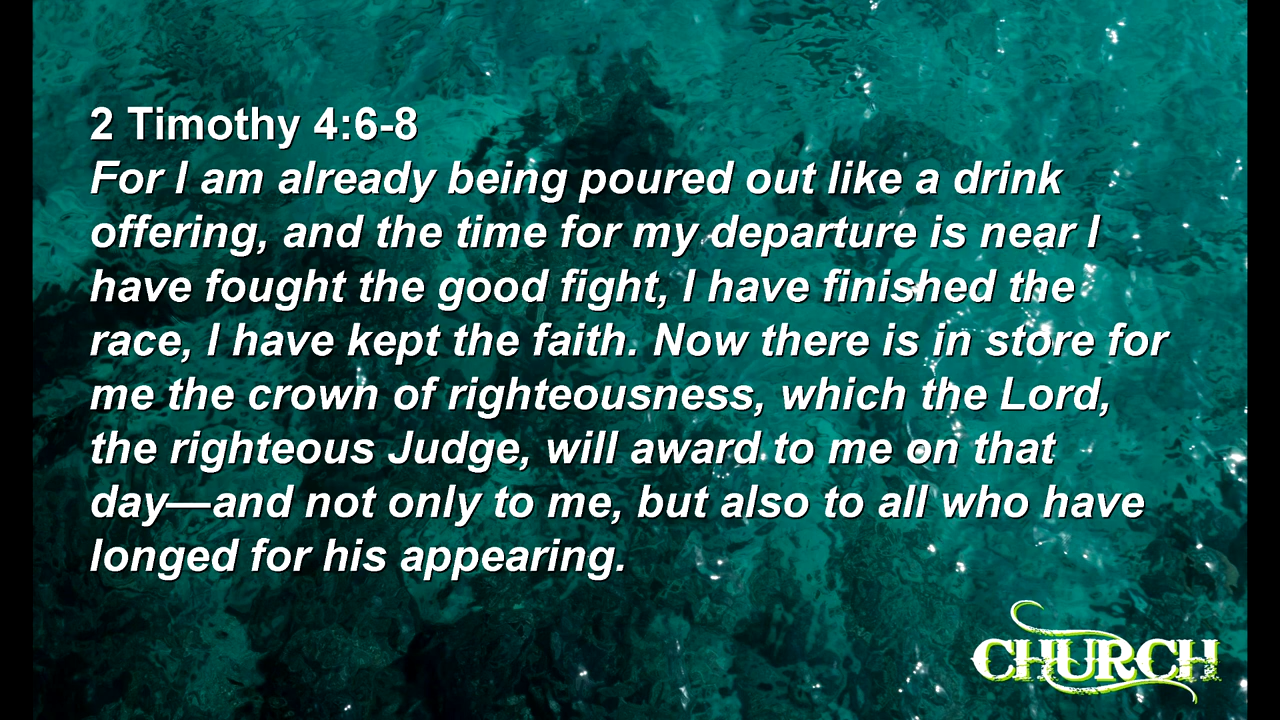 2 Timothy 4:6-8
For I am already being poured out like a drink
offering, and the time for my departure is near I
have fought the good fight, I have finished the
race, I have kept the faith. Now there is in store for
me the crown of righteousness, which the Lord,
the righteous Judge, will award to me on that
day—and not only to me, but also to all who have
longed for his appearing.
CHURCH